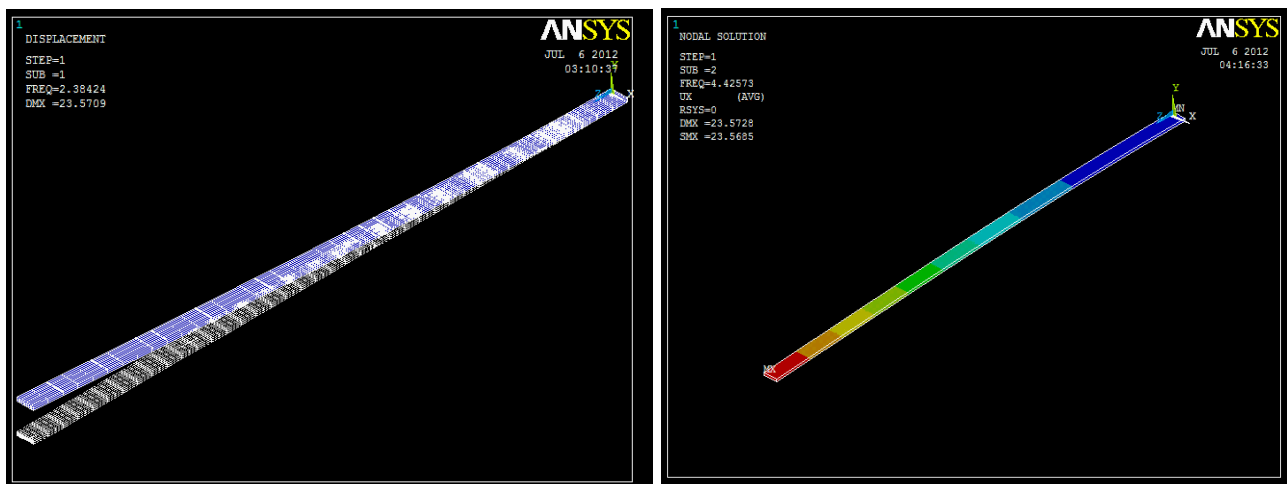 1
ANSYS
DISPLACEMENT
JUL 6 2012
03:10:37
STEP=1
SUB =1
FREQ=2.38424
DMX=23.5709
Y
Z
X
1
ANSYS
NODAL SOLUTION
JUL 6 2012
04:16:33
STEP=1
SUB =2
FREQ=4.42573
UX (AVG)
RSYS=0
DMX=23.5728
SMX=23.5685
Y
MN
Z
X
MX